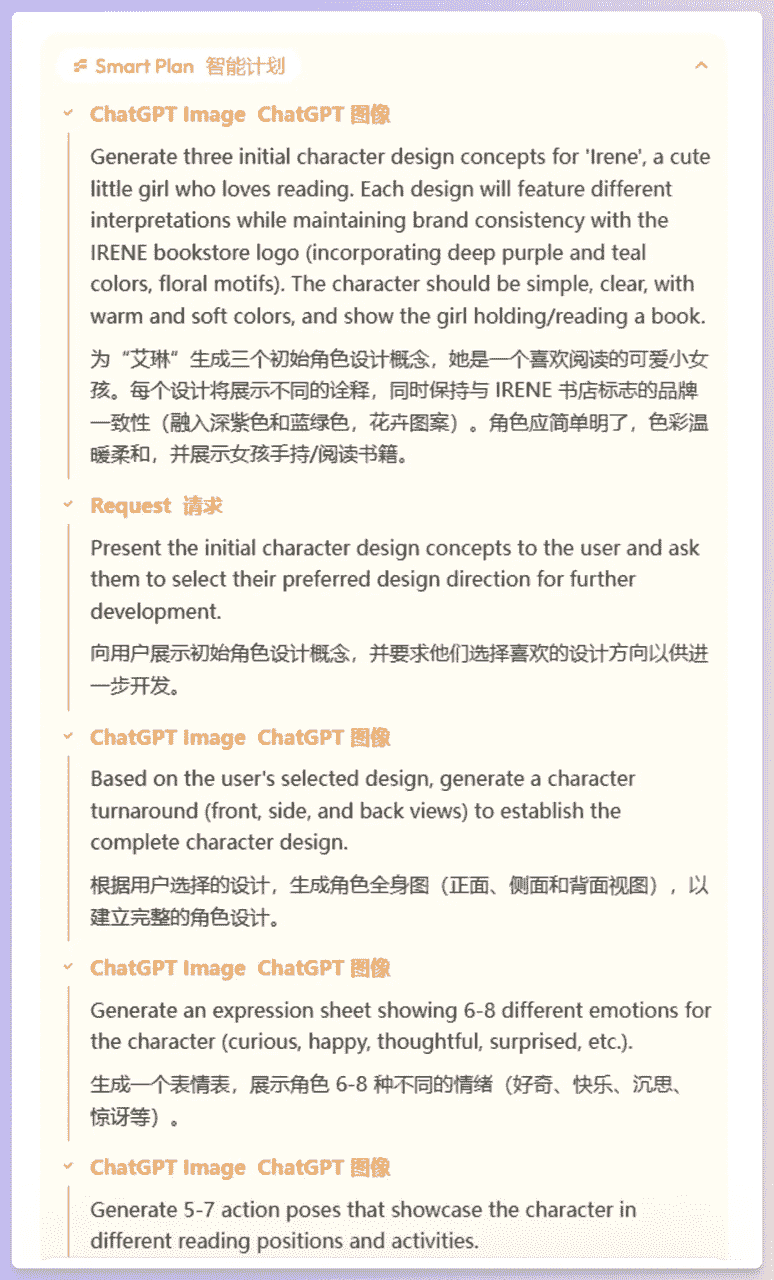 Smart Plan 智能计划
ChatGPT Image ChatGPT 图像
Generate three initial character design concepts for 'Irene', a cute
little girl who loves reading. Each design will feature different
interpretations while maintaining brand consistency with the
IRENE bookstore logo (incorporating deep purple and teal
colors, floral motifs). The character should be simple, clear, with
warm and soft colors, and show the girl holding/reading a book.
为“艾琳”生成三个初始角色设计概念，她是一个喜欢阅读的可爱小女
孩。每个设计将展示不同的诠释，同时保持与 IRENE 书店标志的品牌
一致性（融入深紫色和蓝绿色，花卉图案）。角色应简单明了，色彩温
暖柔和，并展示女孩手持/阅读书籍。
Request 请求
Present the initial character design concepts to the user and ask
them to select their preferred design direction for further
development.
向用户展示初始角色设计概念，并要求他们选择喜欢的设计方向以供进
一步开发。
ChatGPT Image ChatGPT 图像
Based on the user's selected design, generate a character
turnaround (front, side, and back views) to establish the
complete character design.
根据用户选择的设计，生成角色全身图（正面、侧面和背面视图），以
建立完整的角色设计。
ChatGPT Image ChatGPT 图像
Generate an expression sheet showing 6-8 different emotions for
the character (curious, happy, thoughtful, surprised, etc.).
生成一个表情表，展示角色 6-8 种不同的情绪（好奇、快乐、沉思、
惊讶等）。
ChatGPT Image ChatGPT 图像
Generate 5-7 action poses that showcase the character in
different reading positions and activities.